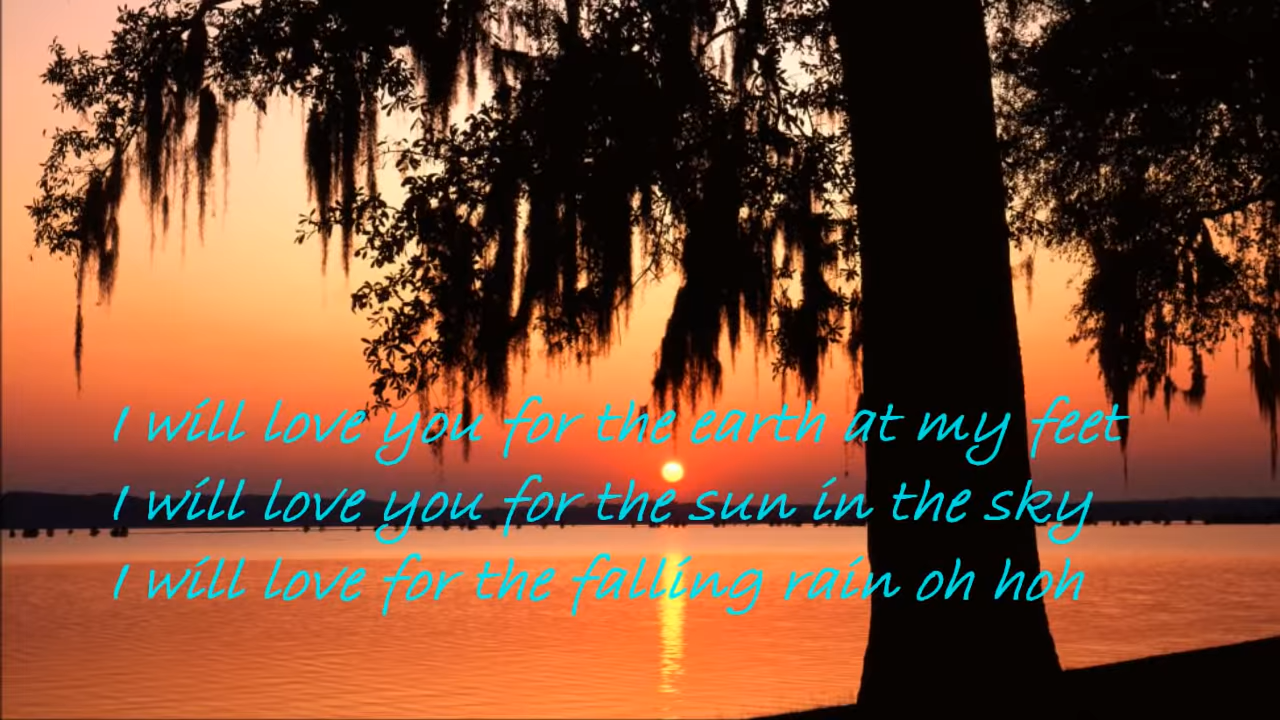 I will love you for the earth at my feet
I will love you for the sun in the sky
I will love for the falling rain oh hoh